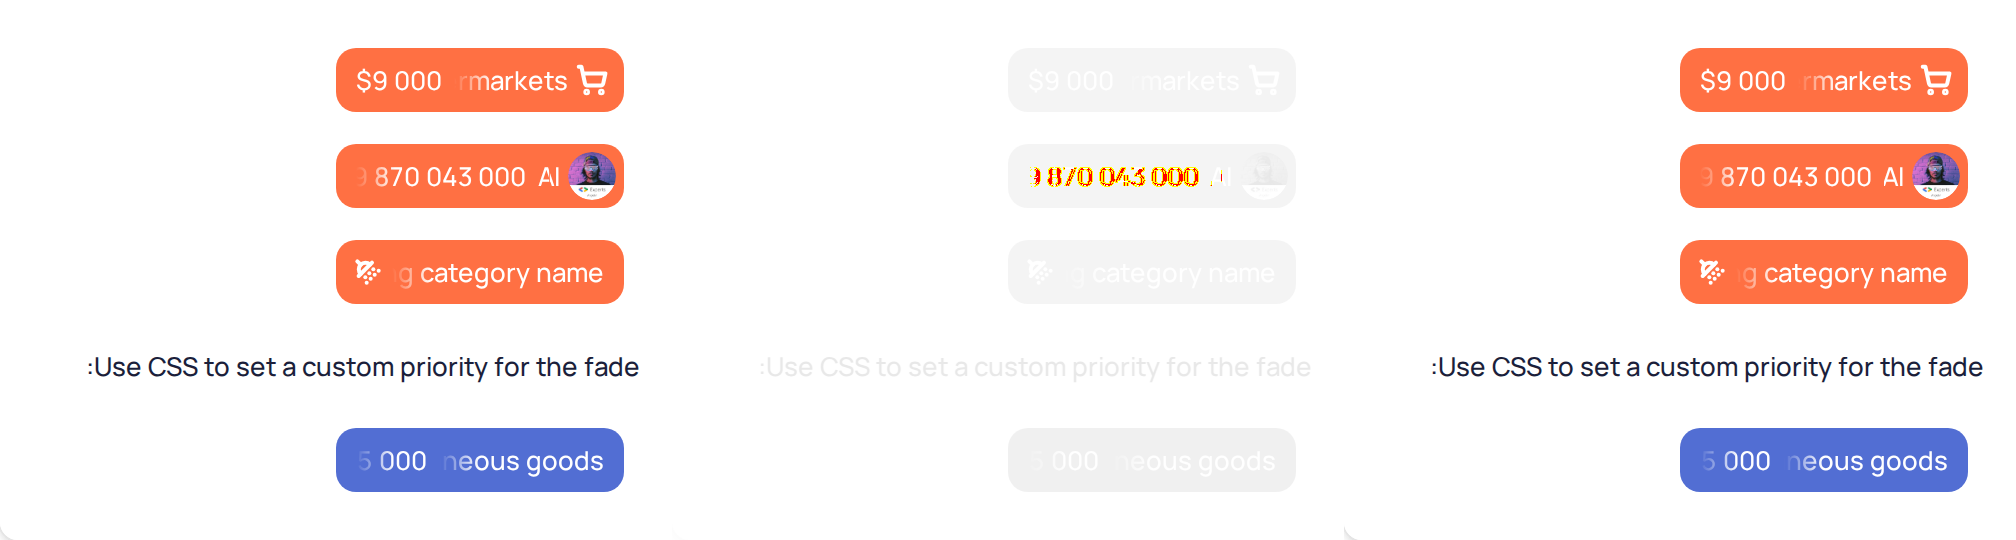 $9 000 rmarkets
9 870 043 000 AI
g category name
:Use CSS to set a custom priority for the fade
5 000 neous goods
$9 000 rmarkets
9 870 043 000 AI
g category name
:Use CSS to set a custom priority for the fade
5 000 neous goods
$9 000 rmarkets
9 870 043 000 AI
g category name
:Use CSS to set a custom priority for the fade
5 000 neous goods